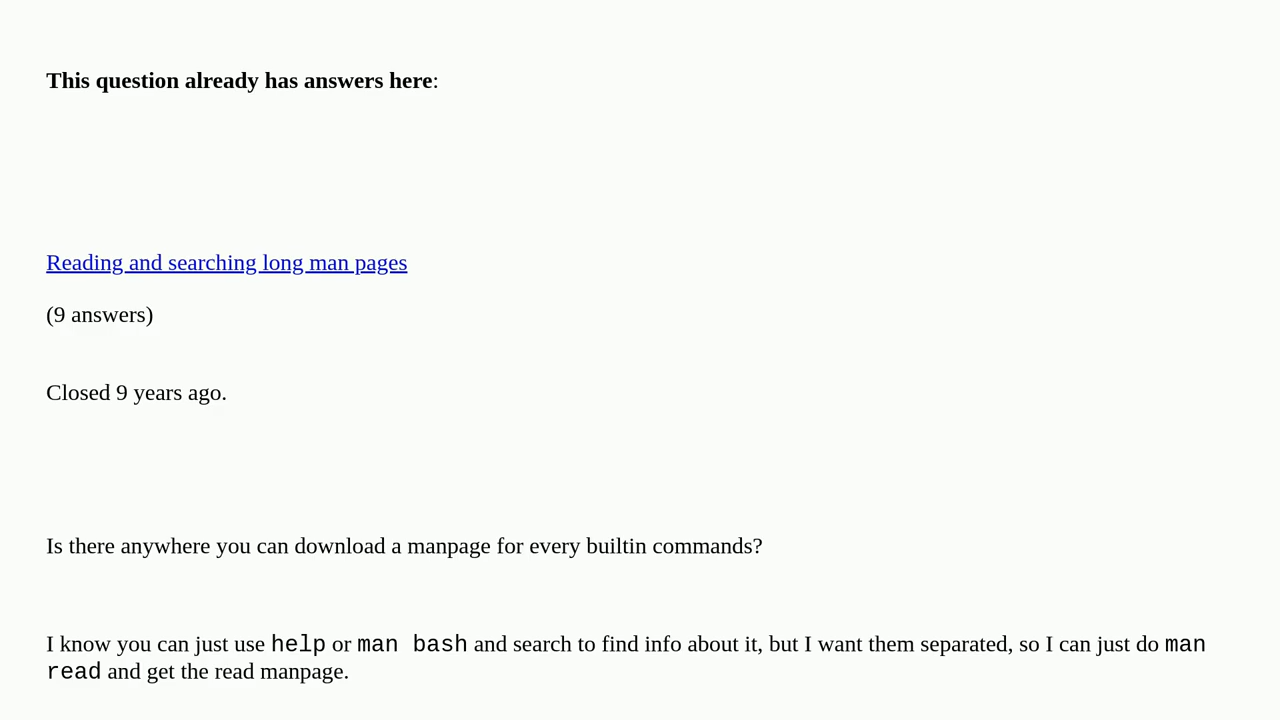 This question already has answers here:
Reading and searching long man pages
(9 answers)
Closed 9 years ago.
Is there anywhere you can download a manpage for every builtin commands?
I know you can just use help or man bash and search to find info about it, but I want them separated, so I can just do man
read and get the read manpage.